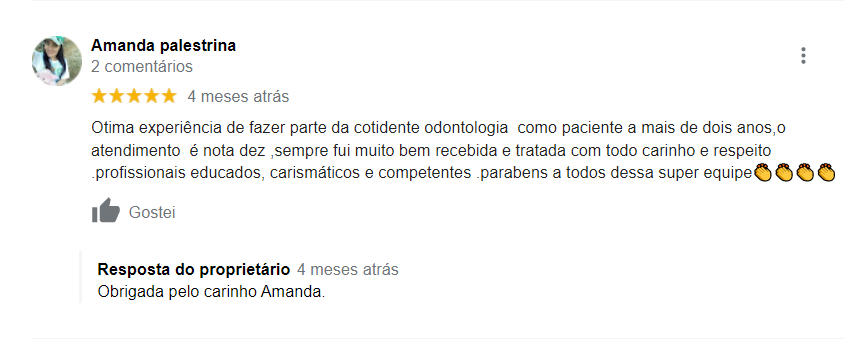 Amanda palestrina
2 comentários
4 meses atrás
Otima experiência de fazer parte da cotidente odontologia  como paciente a mais de dois anos,o
atendimento  é nota dez ,sempre fui muito bem recebida e tratada com todo carinho e respeito
.profissionais educados, carismáticos e competentes .parabens a todos dessa super equipe👏👏👏👏
Gostei
Resposta do proprietário 4 meses atrás
Obrigada pelo carinho Amanda.